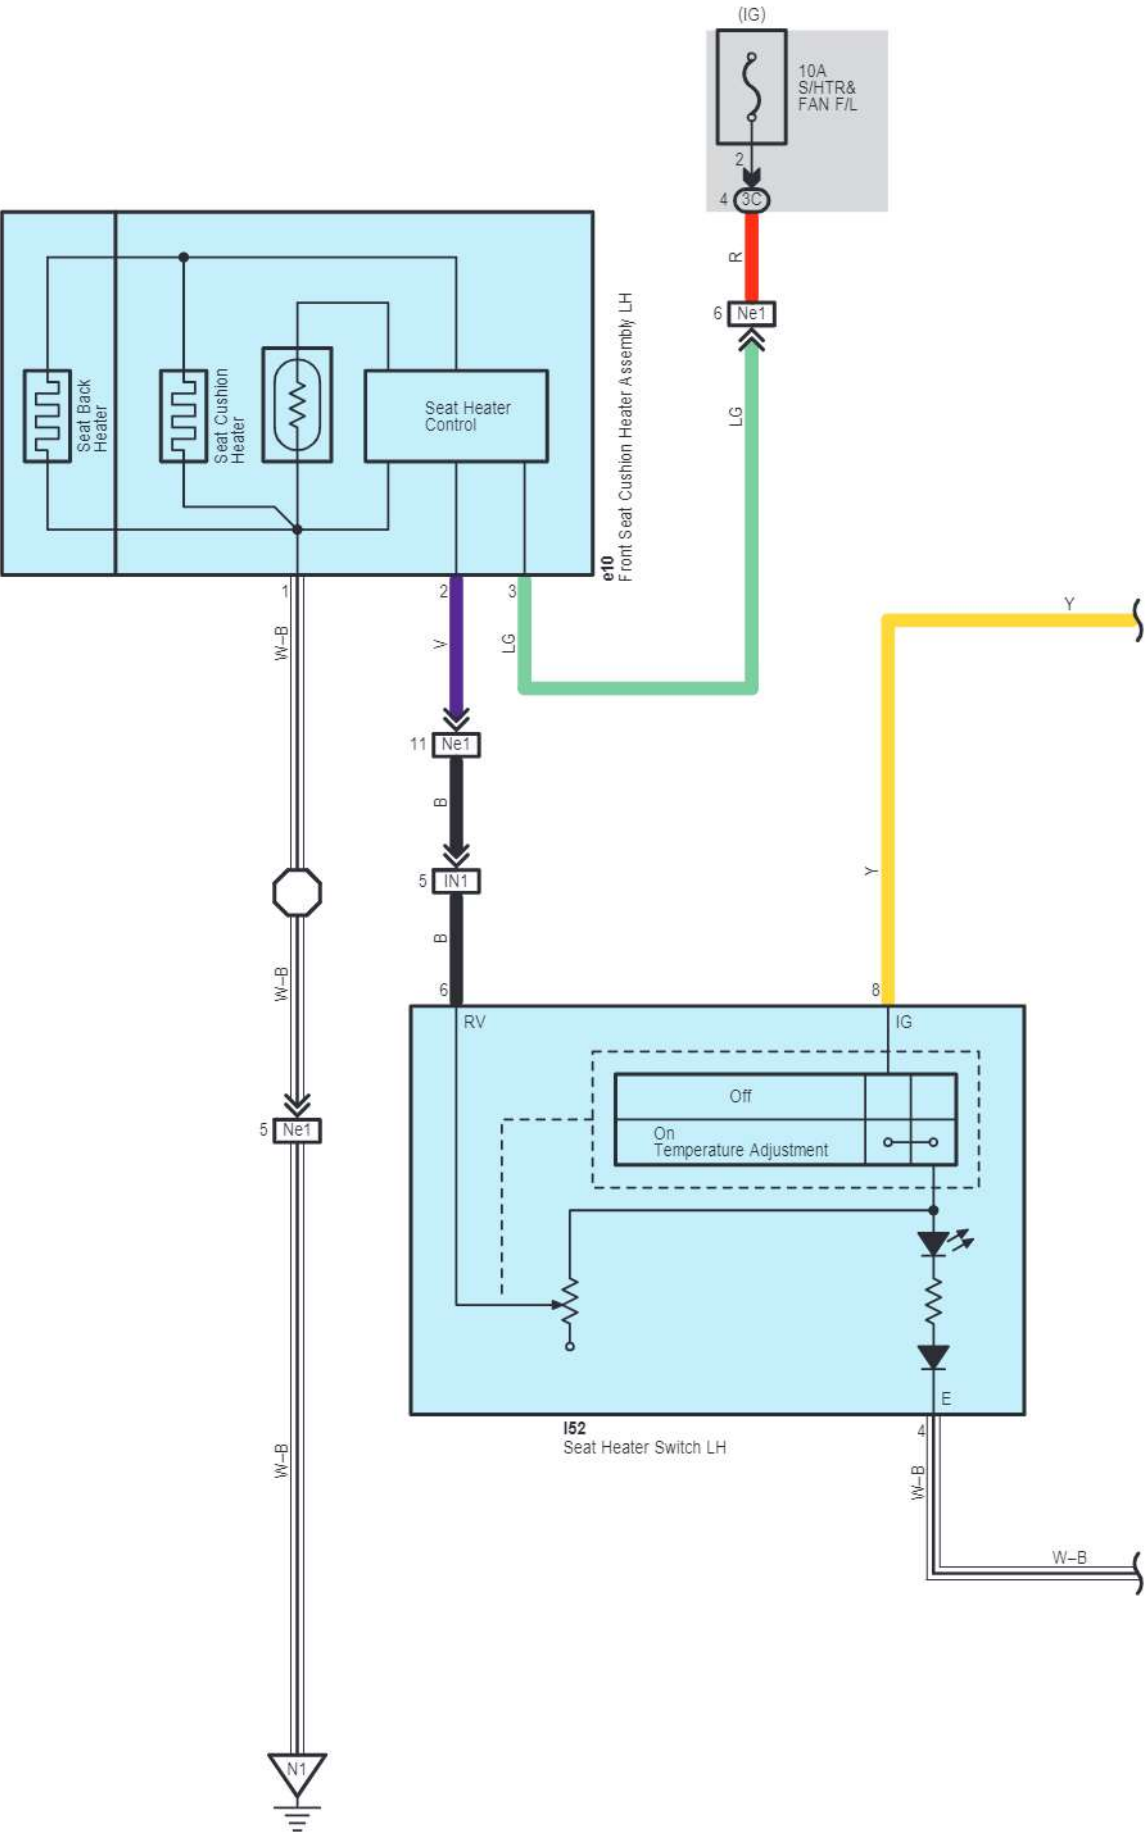 (IG)
10A
S/HTR&
FAN F/L
2
4
3C
R
6
Ne1
LG
Seat Back
Heater
Seat Cushion
Heater
Seat Heater
Control
e10
Front Seat Cushion Heater Assembly LH
1
2
3
W–B
V
LG
Y
11
Ne1
B
5
IN1
Y
B
W–B
6
8
RV
IG
Off
On
Temperature Adjustment
5
Ne1
E
I52
Seat Heater Switch LH
4
W–B
W–B
W–B
N1